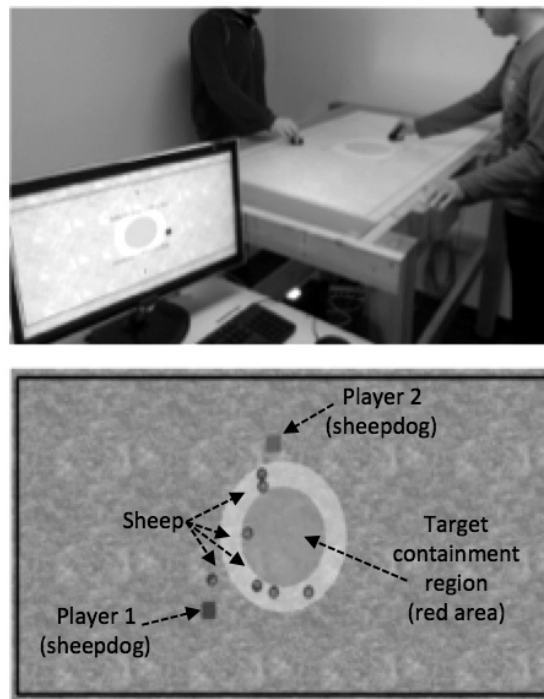 Player 2
(sheepdog)
Sheep
Target
containment
region
(red area)
Player 1
(sheepdog)